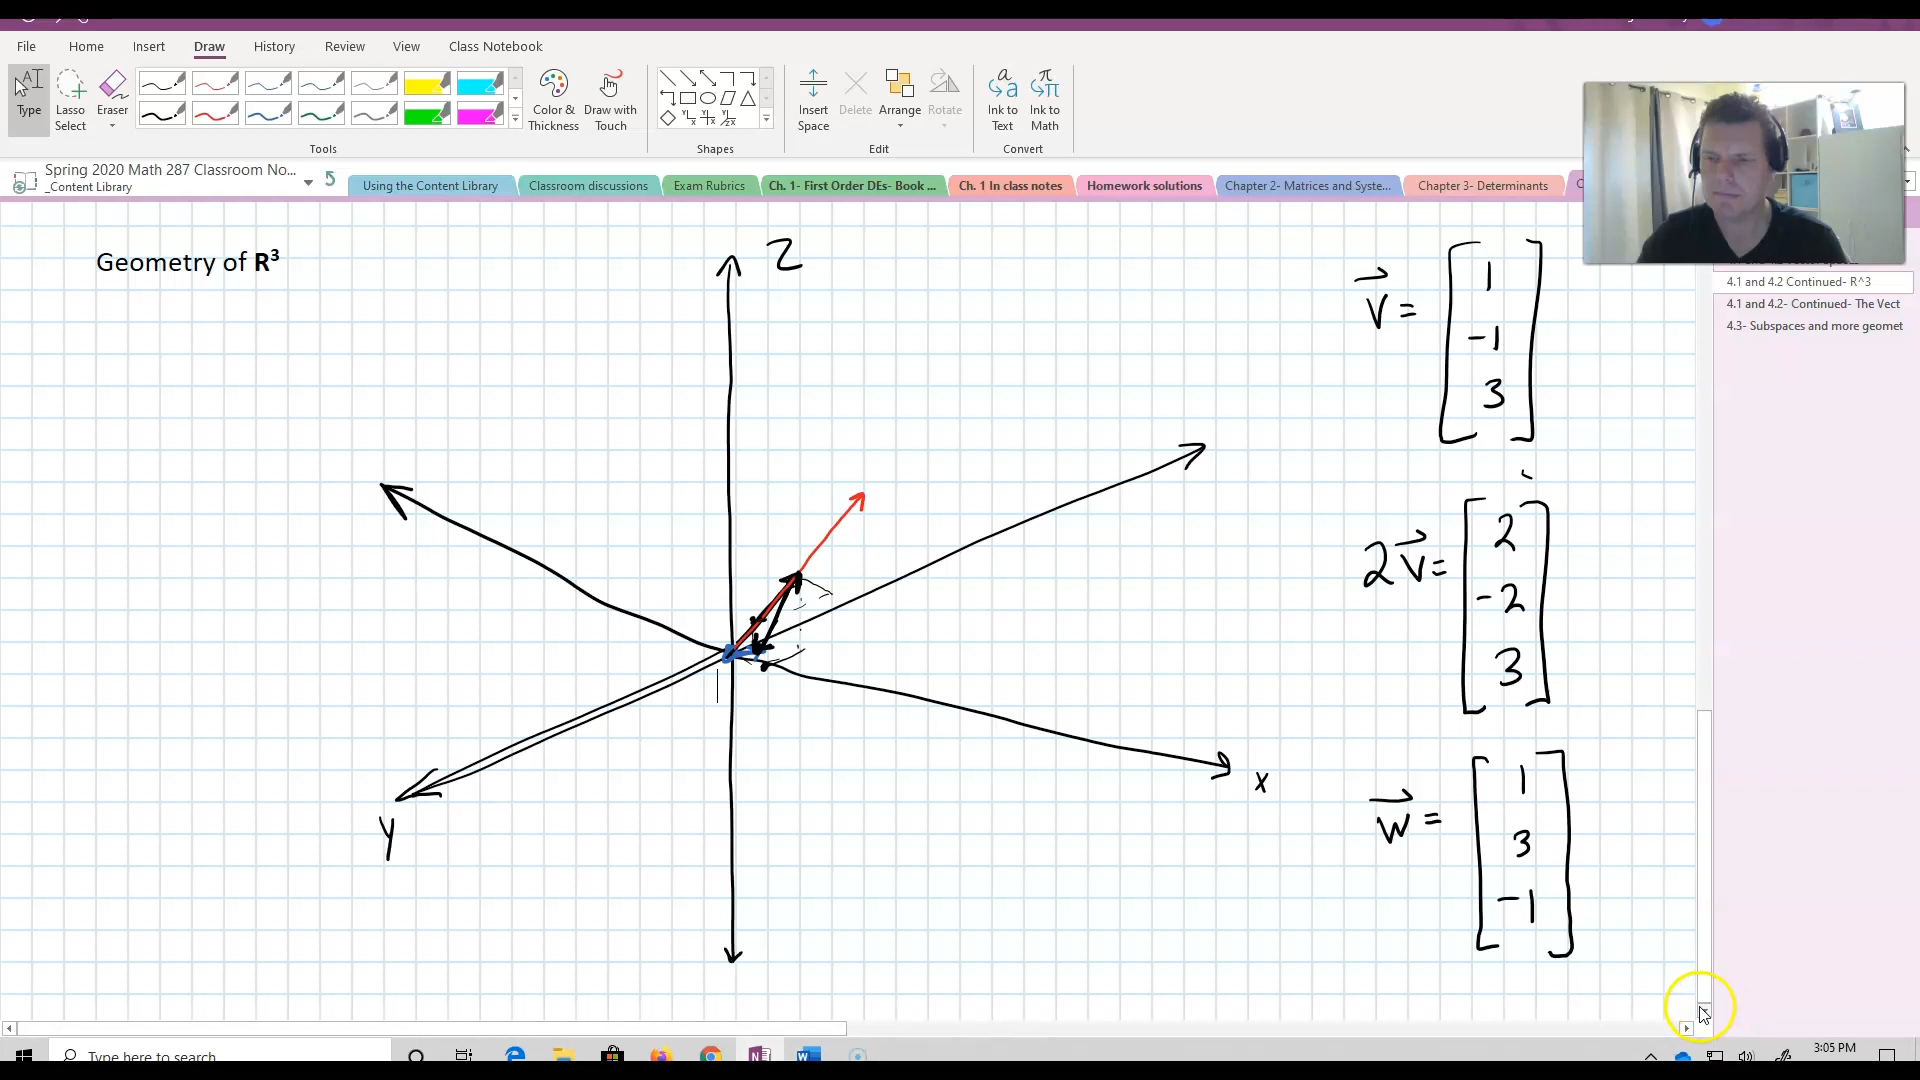 File Home Insert Draw History Review View Class Notebook
Type Lasso Select Eraser Color & Thickness Draw with Touch Insert Space Delete Arrange Rotate Ink to Text Ink to Math
Tools Shapes Edit Convert
Spring 2020 Math 287 Classroom No...
_Content Library
Using the Content Library Classroom discussions Exam Rubrics Ch. 1- First Order DEs- Book ... Ch. 1 In class notes Homework solutions Chapter 2- Matrices and Syste... Chapter 3- Determinants
4.1 and 4.2 Continued- R^3
4.1 and 4.2- Continued- The Vect
4.3- Subspaces and more geomet
Geometry of R³
Z
X
Y
V = [1
-1
3]
2V = [2
-2
3]
W = [1
3
-1]
Type here to search
3:05 PM